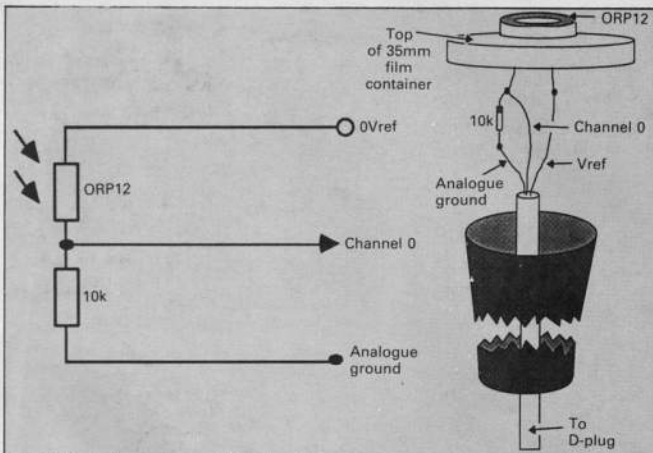 ORP12
Top
of 35mm
film
container
10k
Channel 0
Vref
Analogue
ground
To
D-plug
0Vref
ORP12
Channel 0
10k
Analogue
ground